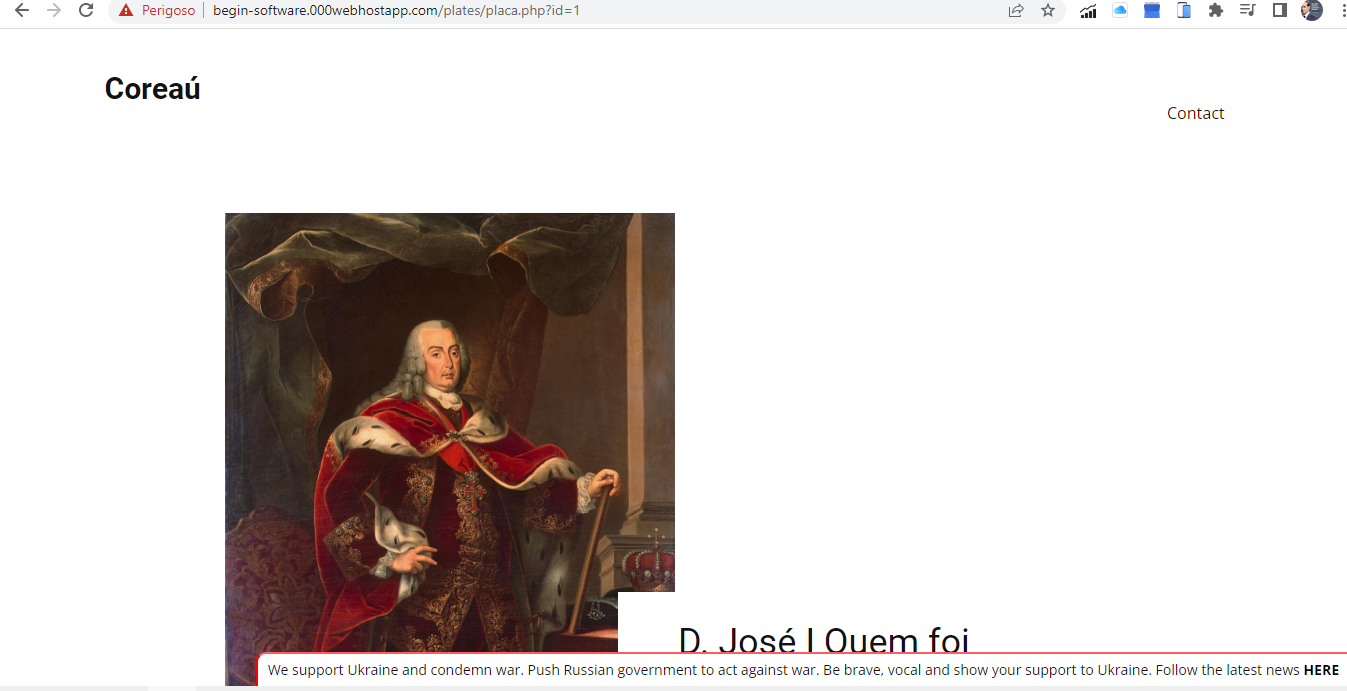 Perigoso
begin-software.000webhostapp.com/plates/placa.php?id=1
Coreaú
Contact
D. José I Quem foi
We support Ukraine and condemn war. Push Russian government to act against war. Be brave, vocal and show your support to Ukraine. Follow the latest news HERE